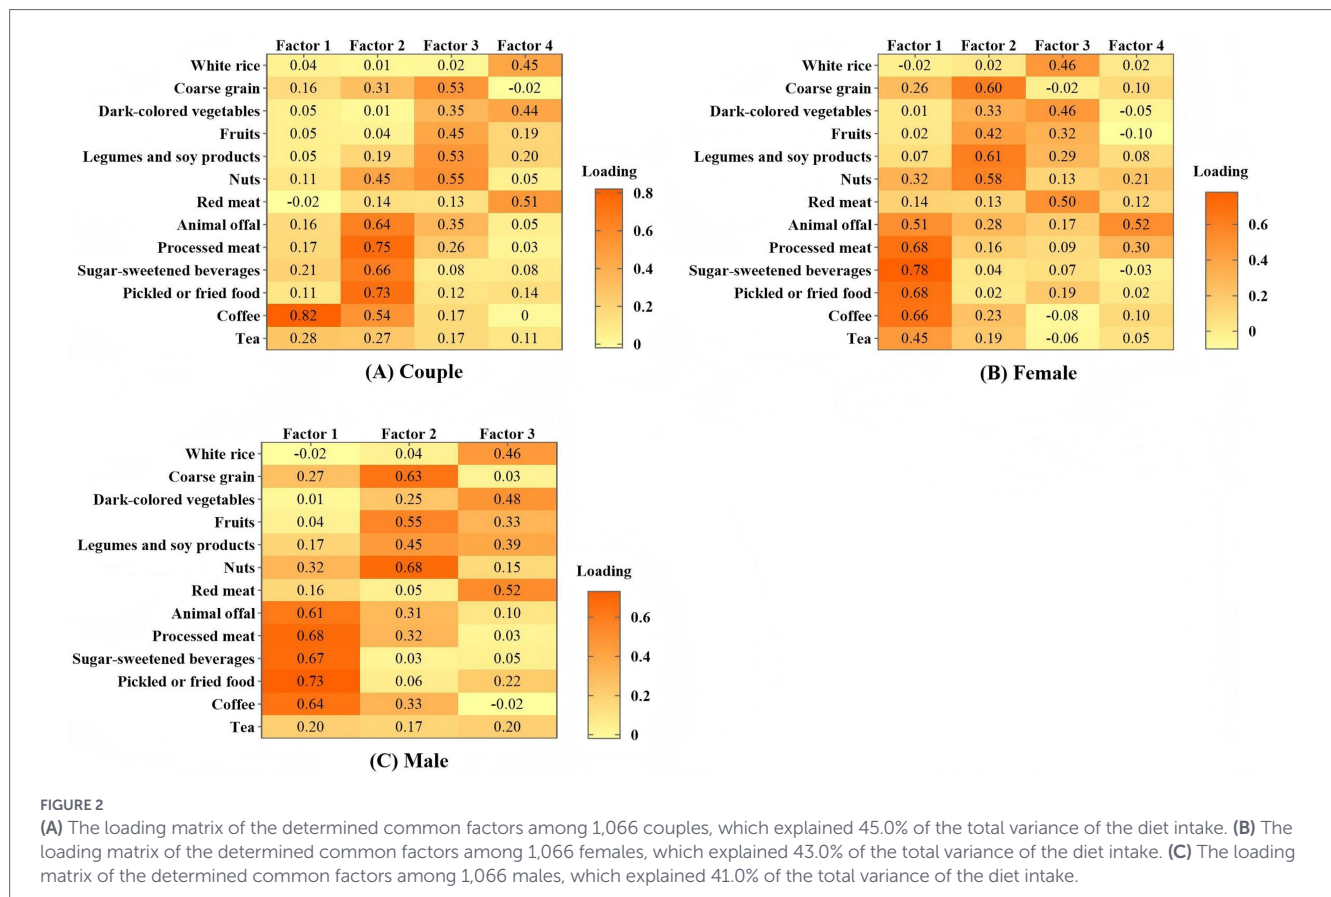 Factor 1 Factor 2 Factor 3 Factor 4
White rice 0.04 0.01 0.02 0.45
Coarse grain 0.16 0.31 0.53 -0.02
Dark-colored vegetables 0.05 0.01 0.35 0.44
Fruits 0.05 0.04 0.45 0.19
Legumes and soy products 0.05 0.19 0.53 0.20
Nuts 0.11 0.45 0.55 0.05
Red meat -0.02 0.14 0.13 0.51
Animal offal 0.16 0.64 0.35 0.05
Processed meat 0.17 0.75 0.26 0.03
Sugar-sweetened beverages 0.21 0.66 0.08 0.08
Pickled or fried food 0.11 0.73 0.12 0.14
Coffee 0.82 0.54 0.17 0
Tea 0.28 0.27 0.17 0.11
Loading
0.8
0.6
0.4
0.2
0
(A) Couple
Factor 1 Factor 2 Factor 3 Factor 4
White rice -0.02 0.02 0.46 0.02
Coarse grain 0.26 0.60 -0.02 0.10
Dark-colored vegetables 0.01 0.33 0.46 -0.05
Fruits 0.02 0.42 0.32 -0.10
Legumes and soy products 0.07 0.61 0.29 0.08
Nuts 0.32 0.58 0.13 0.21
Red meat 0.14 0.13 0.50 0.12
Animal offal 0.51 0.28 0.17 0.52
Processed meat 0.68 0.16 0.09 0.30
Sugar-sweetened beverages 0.78 0.04 0.07 -0.03
Pickled or fried food 0.68 0.02 0.19 0.02
Coffee 0.66 0.23 -0.08 0.10
Tea 0.45 0.19 -0.06 0.05
Loading
0.6
0.4
0.2
0
(B) Female
Factor 1 Factor 2 Factor 3
White rice -0.02 0.04 0.46
Coarse grain 0.27 0.63 0.03
Dark-colored vegetables 0.01 0.25 0.48
Fruits 0.04 0.55 0.33
Legumes and soy products 0.17 0.45 0.39
Nuts 0.32 0.68 0.15
Red meat 0.16 0.05 0.52
Animal offal 0.61 0.31 0.10
Processed meat 0.68 0.32 0.03
Sugar-sweetened beverages 0.67 0.03 0.05
Pickled or fried food 0.73 0.06 0.22
Coffee 0.64 0.33 -0.02
Tea 0.20 0.17 0.20
Loading
0.6
0.4
0.2
0
(C) Male
FIGURE 2
(A) The loading matrix of the determined common factors among 1,066 couples, which explained 45.0% of the total variance of the diet intake. (B) The
loading matrix of the determined common factors among 1,066 females, which explained 43.0% of the total variance of the diet intake. (C) The loading
matrix of the determined common factors among 1,066 males, which explained 41.0% of the total variance of the diet intake.